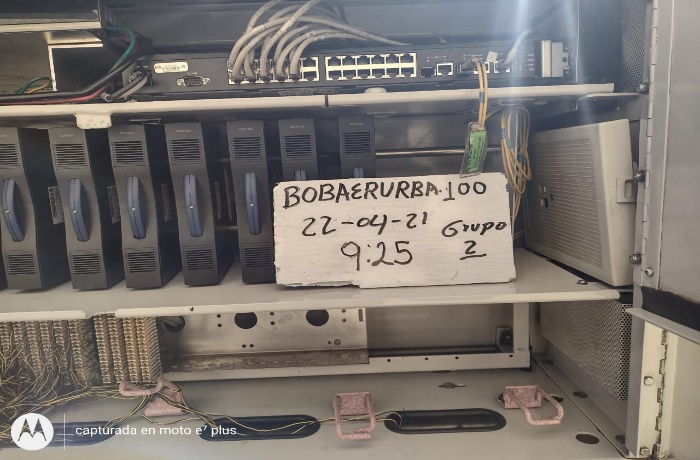 BOBAERURBA.100
22-04-21
Grupo
9:25
2
capturada en moto e⁷ plus